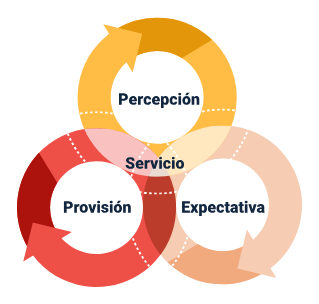 Percepción
Servicio
Provisión
Expectativa